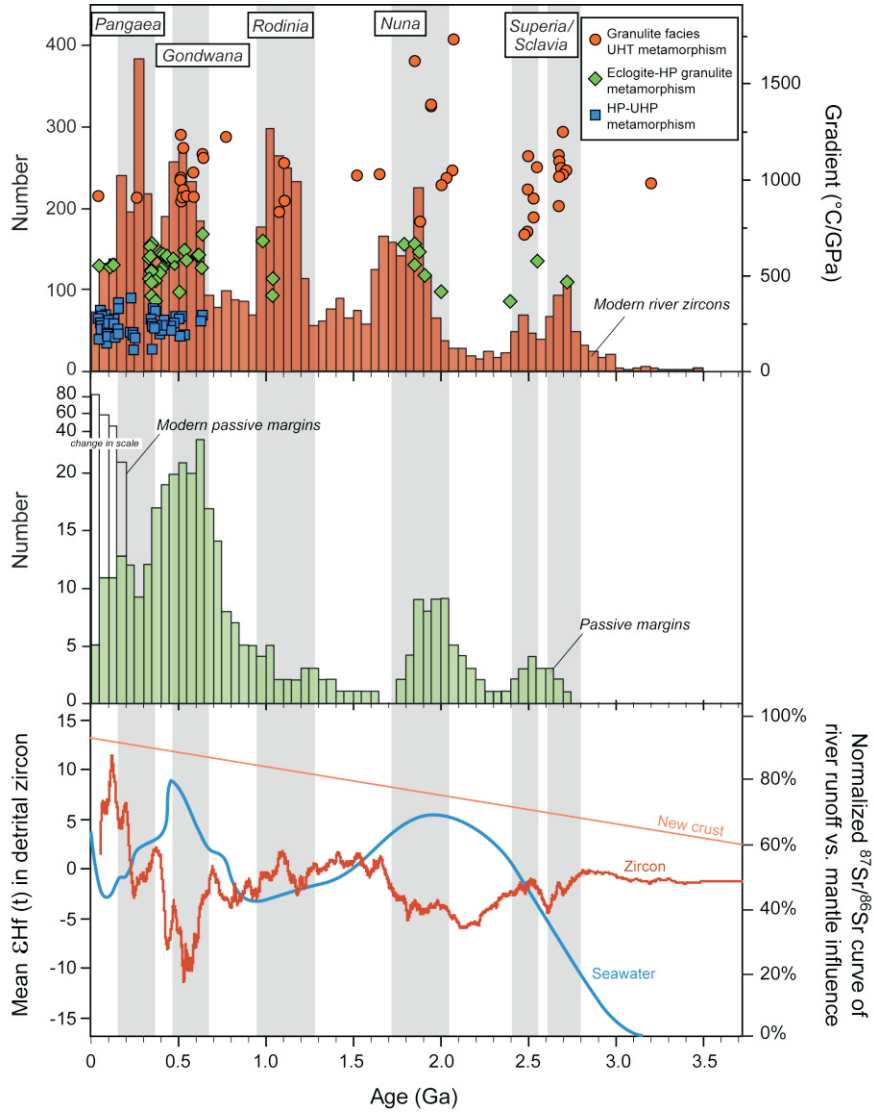 Pangaea
Gondwana
Rodinia
Nuna
Superia/
Sclavia
Granulite facies
UHT metamorphism
Eclogite-HP granulite
metamorphism
HP-UHP
metamorphism
400
300
200
100
0
Number
1500
1000
500
0
Gradient (°C/GPa)
Modern river zircons
80
60
40
20
15
10
5
0
Number
change in scale
Modern passive margins
Passive margins
15
10
5
0
-5
-10
-15
Mean ƐHf (t) in detrital zircon
100%
80%
60%
40%
20%
0%
Normalized ⁸⁷Sr/⁸⁶Sr curve of
river runoff vs. mantle influence
New crust
Zircon
Seawater
0 0.5 1.0 1.5 2.0 2.5 3.0 3.5
Age (Ga)